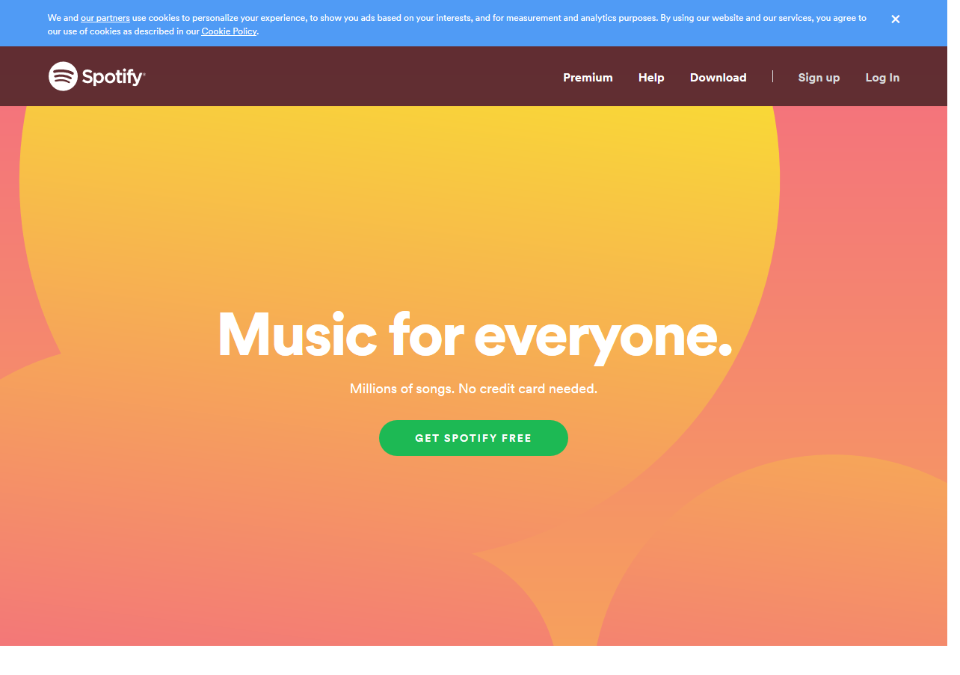 We and our partners use cookies to personalize your experience, to show you ads based on your interests, and for measurement and analytics purposes. By using our website and our services, you agree to
our use of cookies as described in our Cookie Policy.
Spotify®
Premium Help Download | Sign up Log In
Music for everyone.
Millions of songs. No credit card needed.
GET SPOTIFY FREE